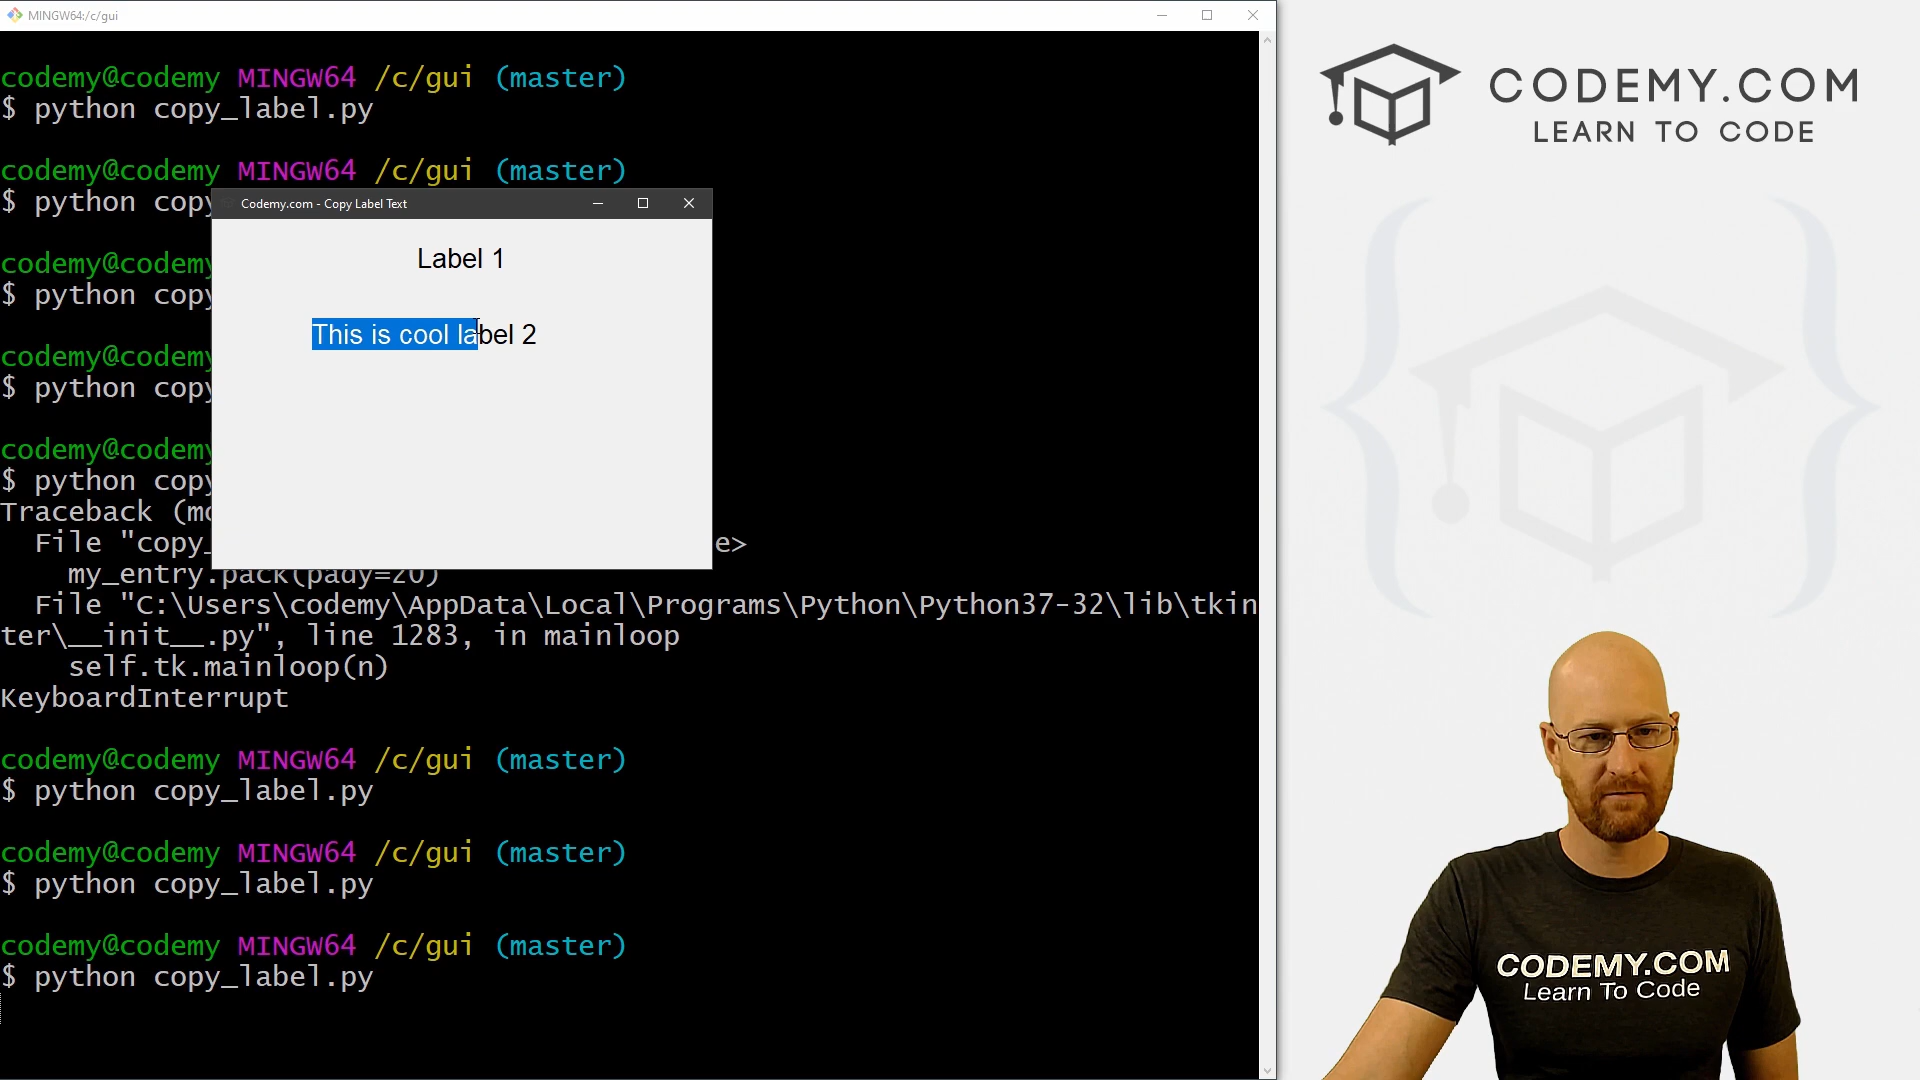 MINGW64:/c/gui
codemy@codemy MINGW64 /c/gui (master)
$ python copy_label.py
codemy@codemy MINGW64 /c/gui (master)
$ python copy
Codemy.com - Copy Label Text
Label 1
codemy@codemy
$ python copy
This is cool label 2
codemy@codemy
$ python copy
codemy@codemy
$ python copy
Traceback (mo
File "copy_
e>
my_entry.pack(pady=20)
File "C:\Users\codemy\AppData\Local\Programs\Python\Python37-32\lib\tkin
ter\__init__.py", line 1283, in mainloop
self.tk.mainloop(n)
KeyboardInterrupt
codemy@codemy MINGW64 /c/gui (master)
$ python copy_label.py
codemy@codemy MINGW64 /c/gui (master)
$ python copy_label.py
codemy@codemy MINGW64 /c/gui (master)
$ python copy_label.py
CODEMY.COM
LEARN TO CODE
CODEMY.COM
Learn To Code